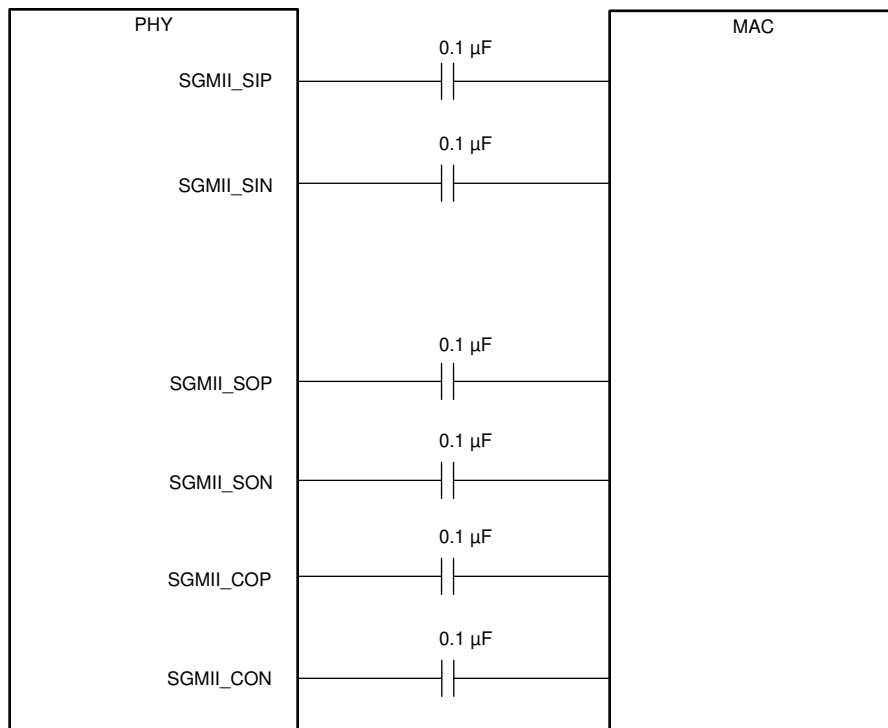 PHY
MAC
0.1 µF
SGMII_SIP
0.1 µF
SGMII_SIN
0.1 µF
SGMII_SOP
0.1 µF
SGMII_SON
0.1 µF
SGMII_COP
0.1 µF
SGMII_CON